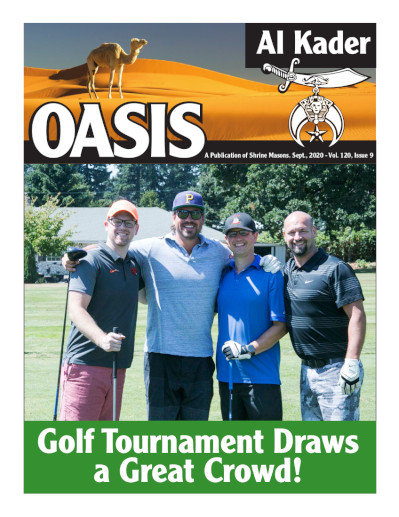 Al Kader
OASIS
A Publication of Shrine Masons. Sept., 2020 - Vol. 120, Issue 9
Golf Tournament Draws
a Great Crowd!